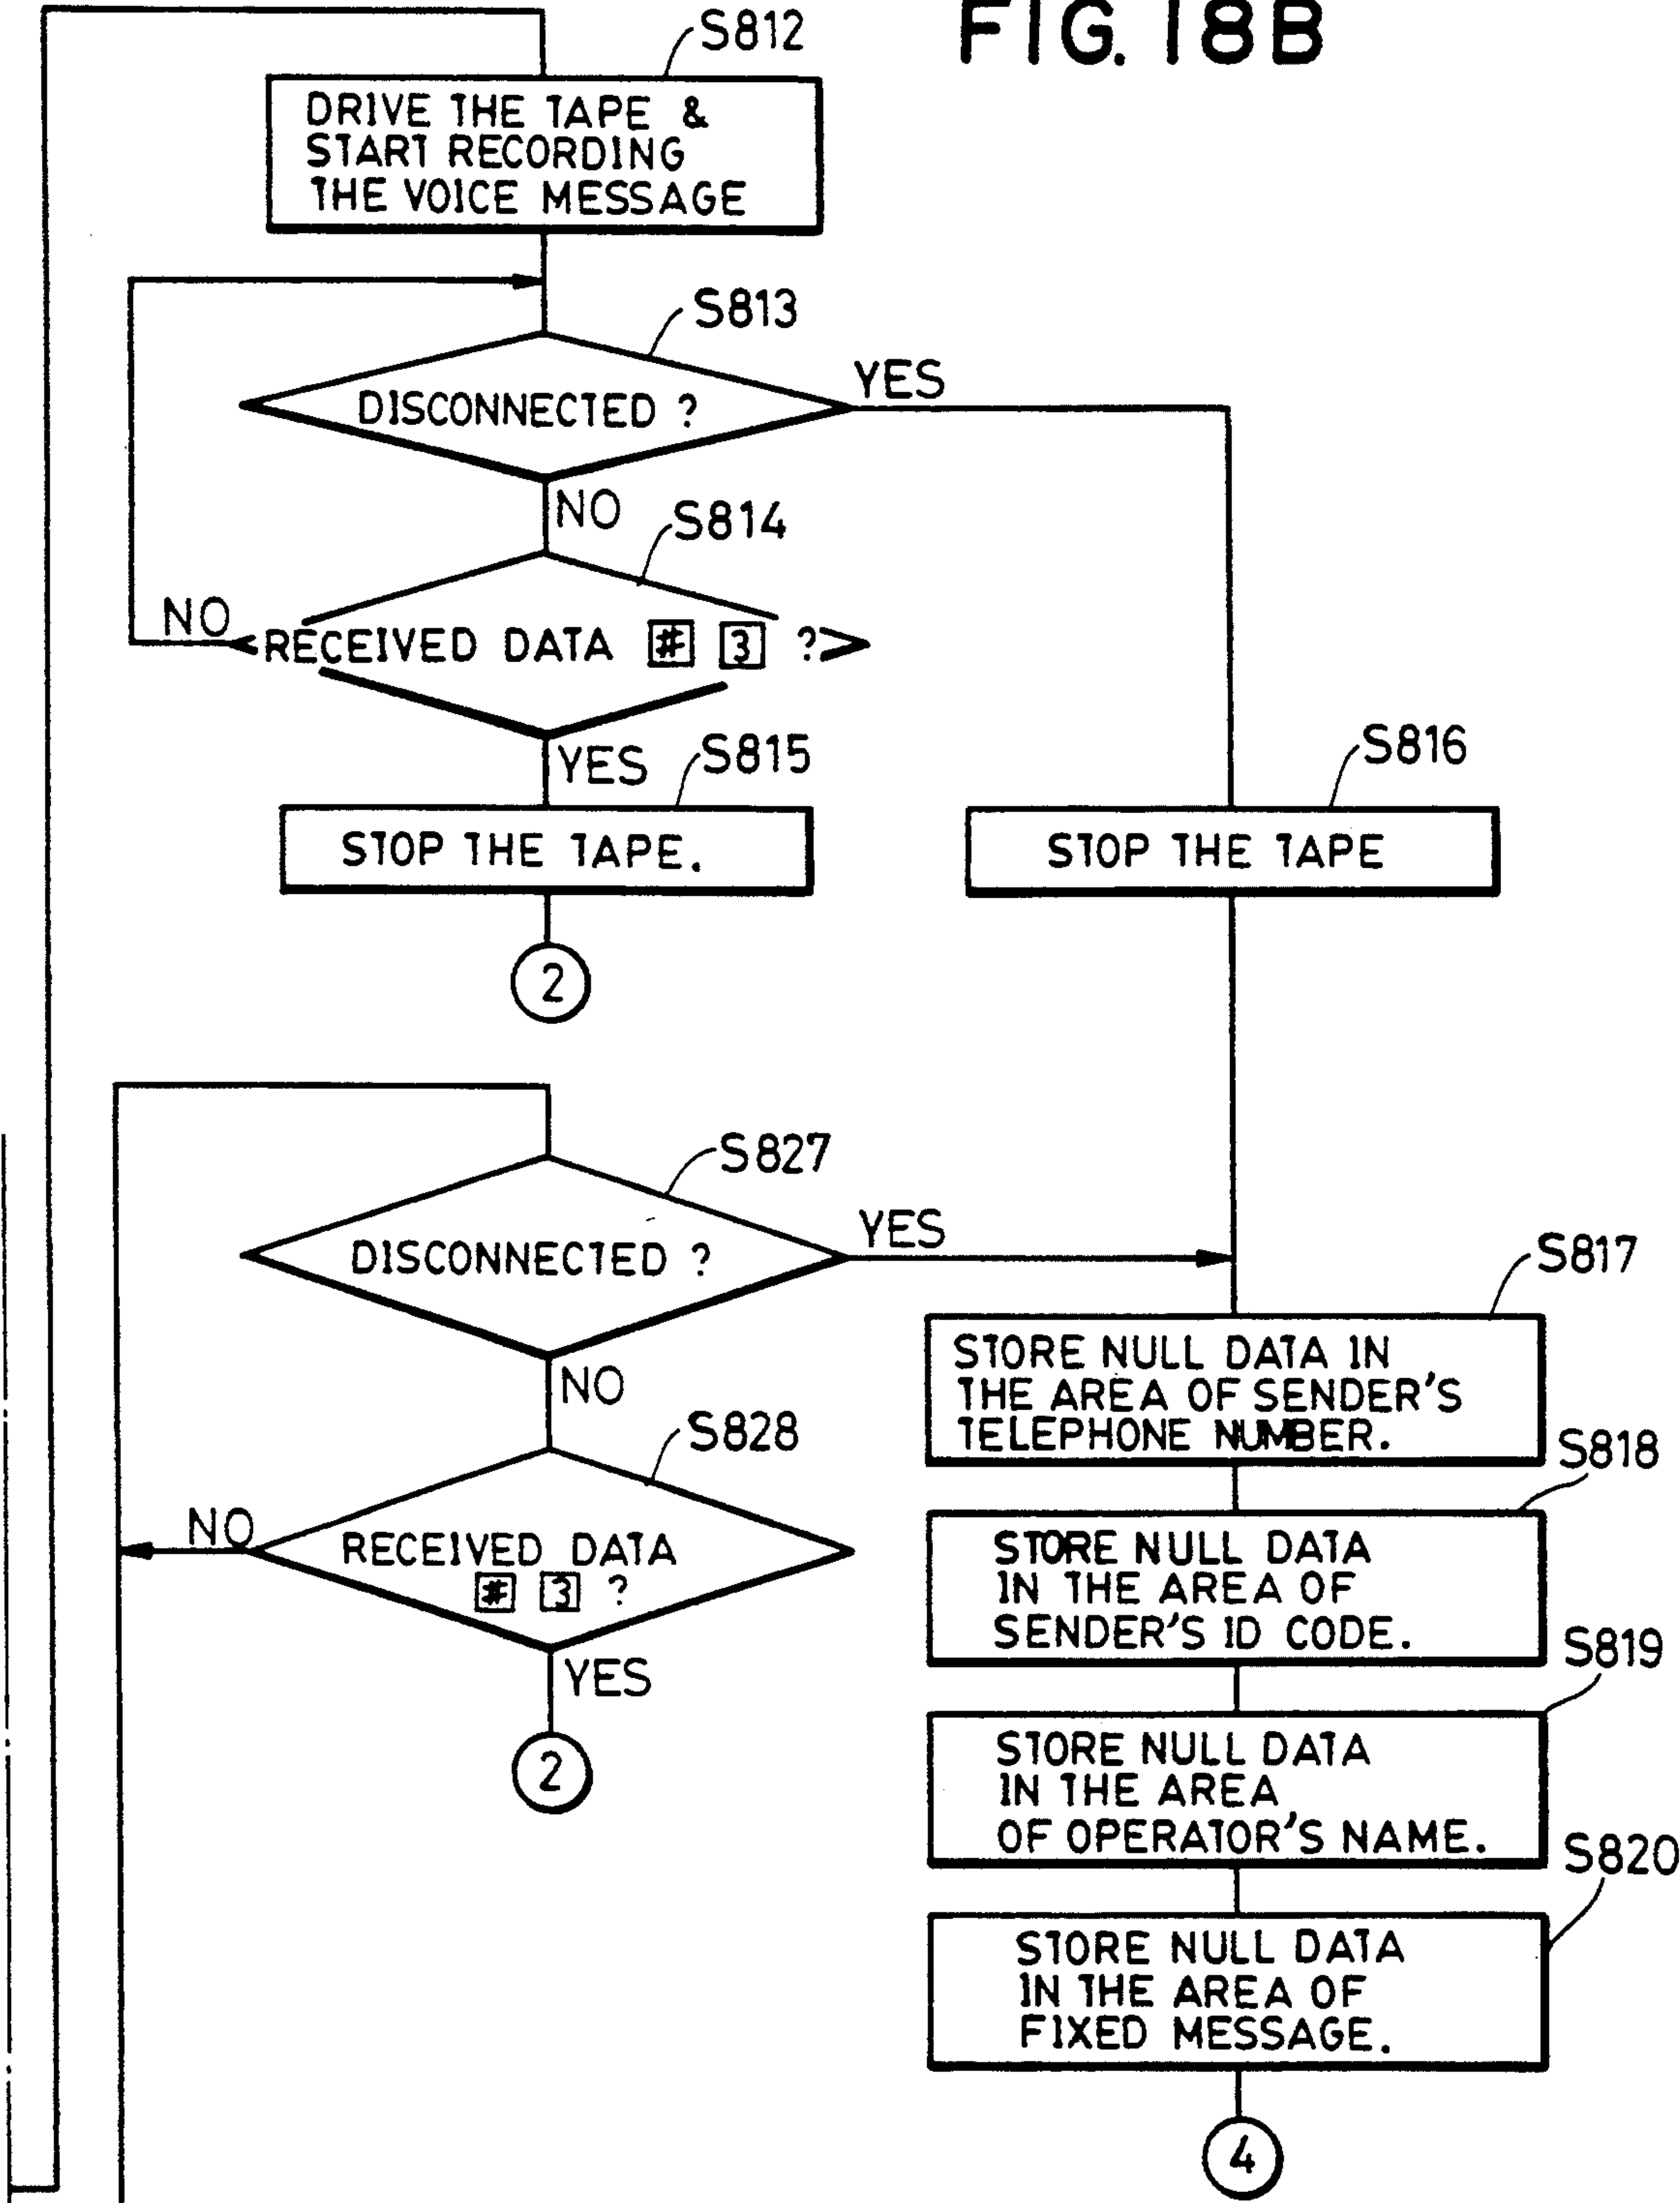 FIG. 18B
S812
DRIVE THE TAPE &
START RECORDING
THE VOICE MESSAGE
S813
DISCONNECTED ?
YES
NO
S814
NO
RECEIVED DATA # 3 ?
YES
S815
STOP THE TAPE.
2
S816
STOP THE TAPE
S827
DISCONNECTED ?
YES
NO
S828
NO
RECEIVED DATA
# 3 ?
YES
2
S817
STORE NULL DATA IN
THE AREA OF SENDER'S
TELEPHONE NUMBER.
S818
STORE NULL DATA
IN THE AREA OF
SENDER'S ID CODE.
S819
STORE NULL DATA
IN THE AREA
OF OPERATOR'S NAME.
S820
STORE NULL DATA
IN THE AREA OF
FIXED MESSAGE.
4